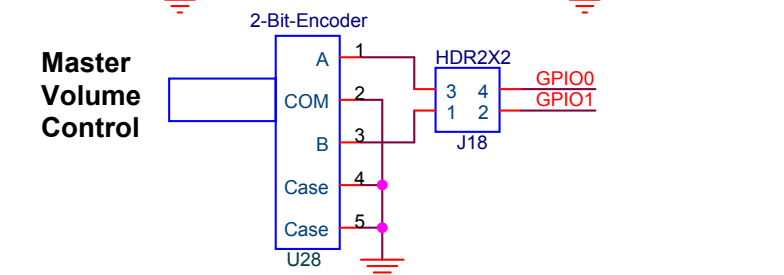 2-Bit-Encoder
Master
Volume
Control
A 1
COM 2
B 3
Case 4
Case 5
U28
HDR2X2
3 4 GPIO0
1 2 GPIO1
J18